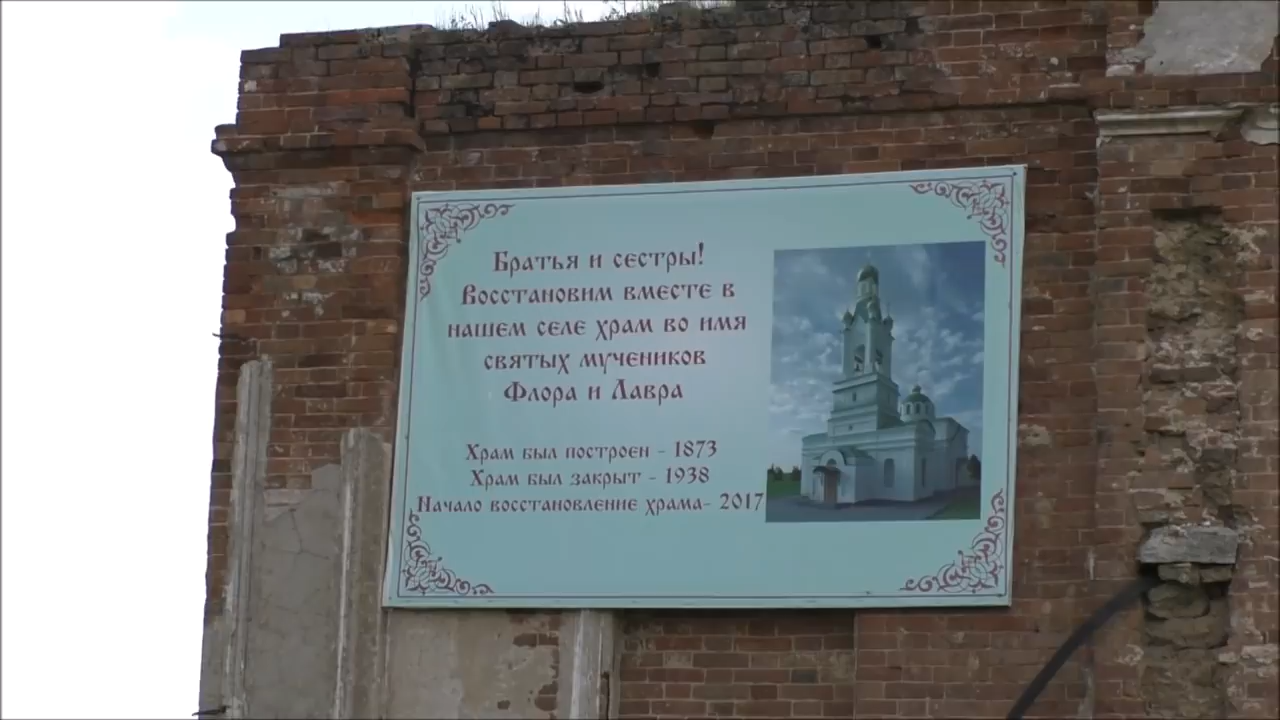 Братья и сестры!
Восстановим вместе в
нашем селе храм во имя
святых мучеников
Флора и Лавра
Храм был построен - 1873
Храм был закрыт - 1938
Начало восстановление храма- 2017